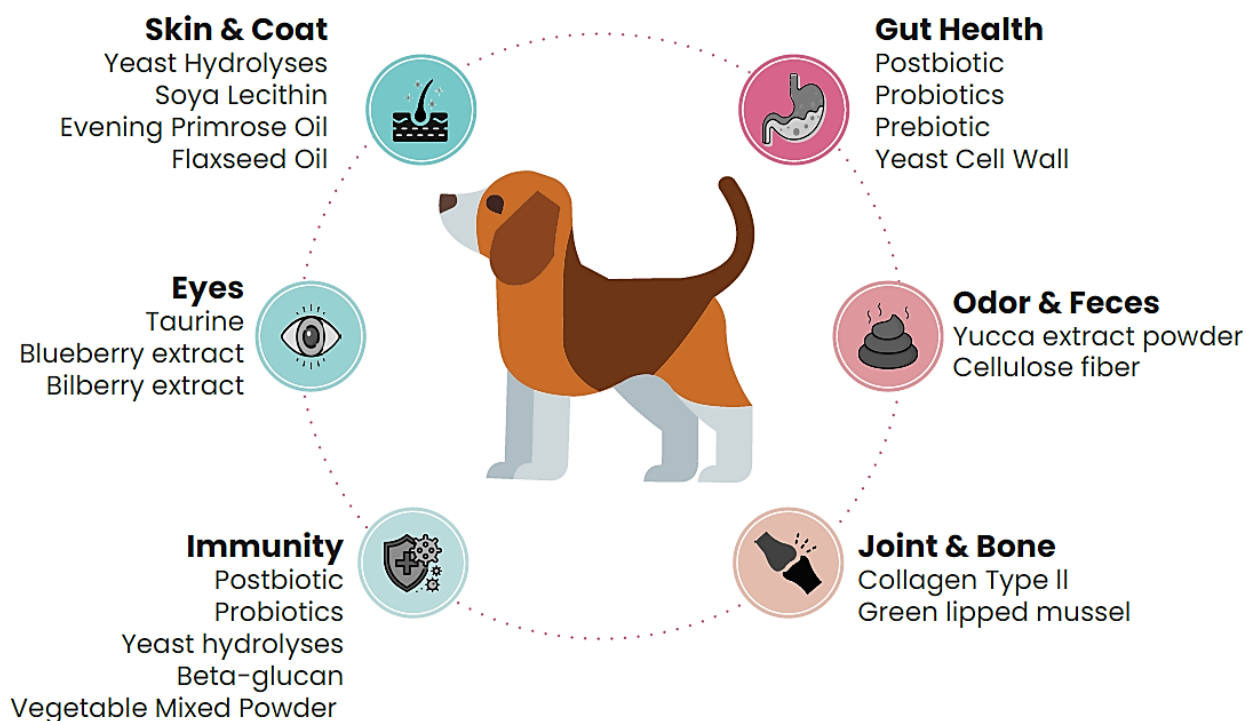 Skin & Coat
Yeast Hydrolyses
Soya Lecithin
Evening Primrose Oil
Flaxseed Oil
Gut Health
Postbiotic
Probiotics
Prebiotic
Yeast Cell Wall
Eyes
Taurine
Blueberry extract
Bilberry extract
Odor & Feces
Yucca extract powder
Cellulose fiber
Immunity
Postbiotic
Probiotics
Yeast hydrolyses
Beta-glucan
Vegetable Mixed Powder
Joint & Bone
Collagen Type ll
Green lipped mussel